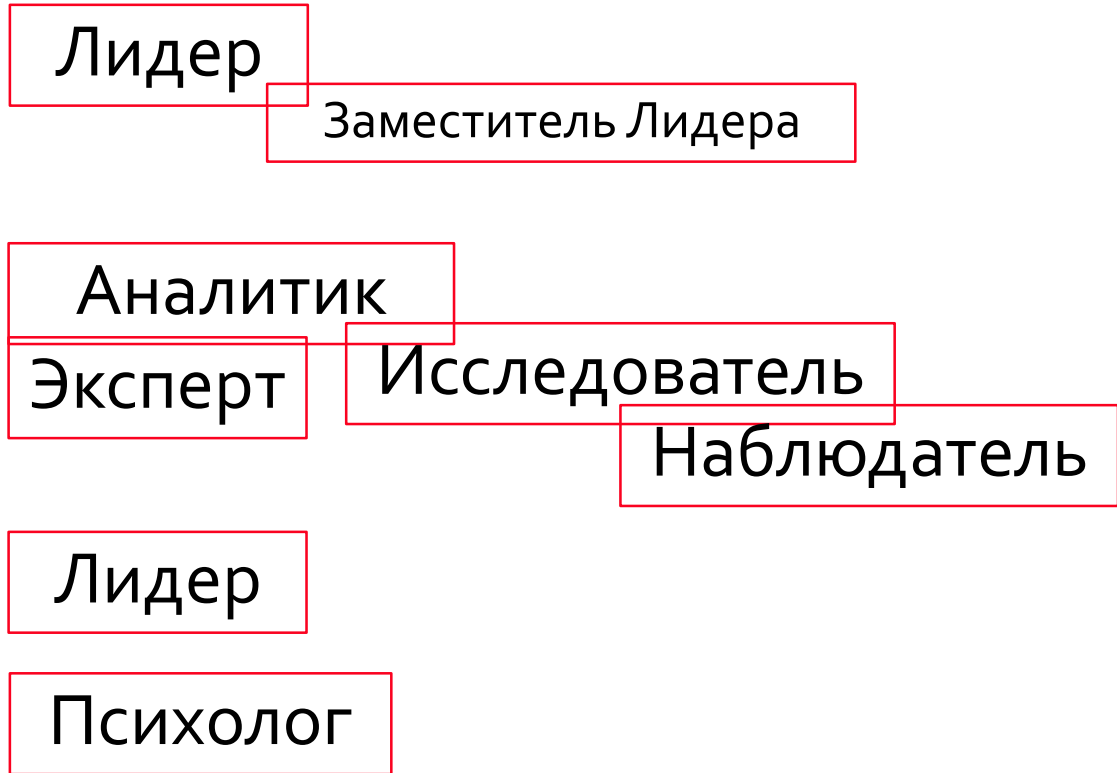 Лидер
Заместитель Лидера
Аналитик
Исследователь
Эксперт
Наблюдатель
Лидер
Психолог